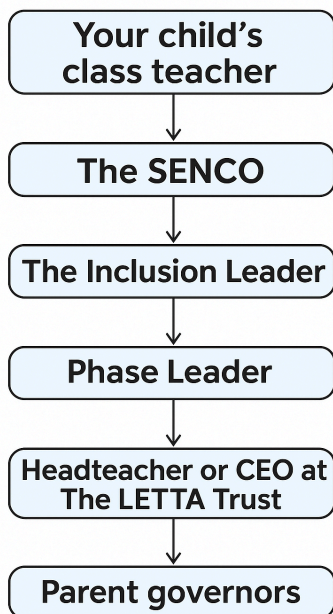 Your child's
class teacher
The SENCO
The Inclusion Leader
Phase Leader
Headteacher or CEO at
The LETTA Trust
Parent governors